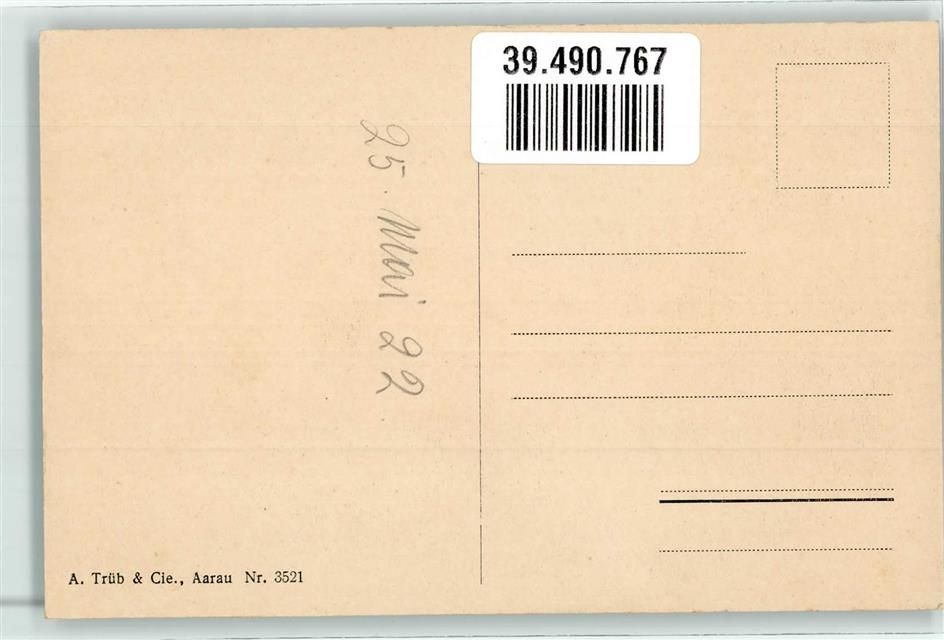 39.490.767
25. Mai 22
A. Trüb & Cie., Aarau Nr. 3521